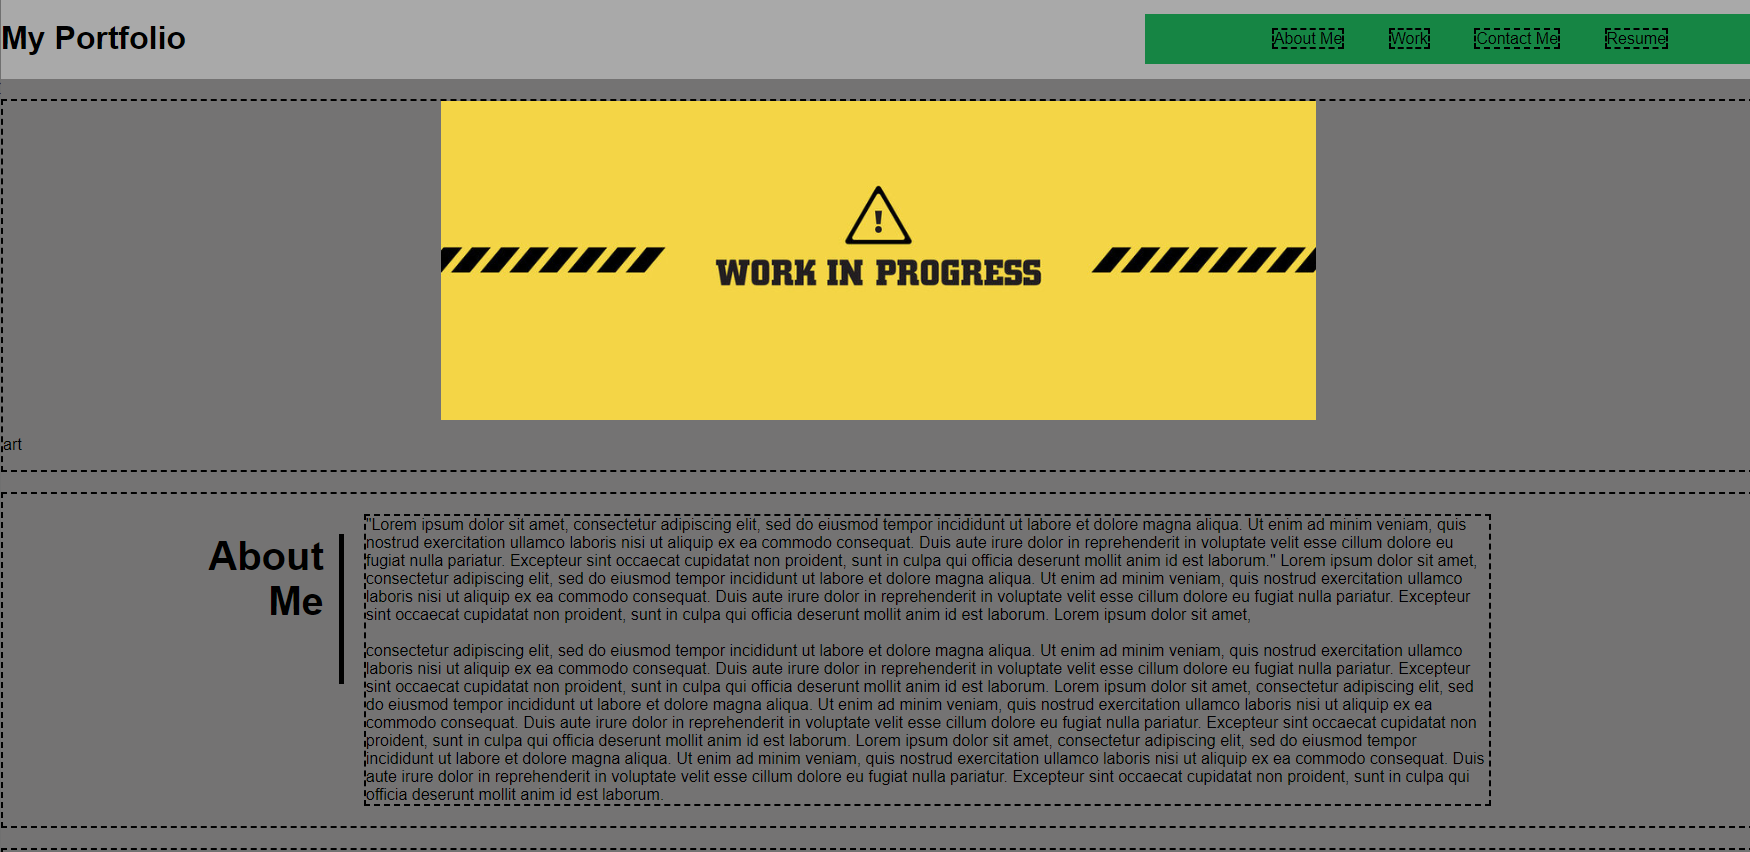 My Portfolio
About Me Work Contact Me Resume
!
WORK IN PROGRESS
art
About
Me
"Lorem ipsum dolor sit amet, consectetur adipiscing elit, sed do eiusmod tempor incididunt ut labore et dolore magna aliqua. Ut enim ad minim veniam, quis
nostrud exercitation ullamco laboris nisi ut aliquip ex ea commodo consequat. Duis aute irure dolor in reprehenderit in voluptate velit esse cillum dolore eu
fugiat nulla pariatur. Excepteur sint occaecat cupidatat non proident, sunt in culpa qui officia deserunt mollit anim id est laborum." Lorem ipsum dolor sit amet,
consectetur adipiscing elit, sed do eiusmod tempor incididunt ut labore et dolore magna aliqua. Ut enim ad minim veniam, quis nostrud exercitation ullamco
laboris nisi ut aliquip ex ea commodo consequat. Duis aute irure dolor in reprehenderit in voluptate velit esse cillum dolore eu fugiat nulla pariatur. Excepteur
sint occaecat cupidatat non proident, sunt in culpa qui officia deserunt mollit anim id est laborum. Lorem ipsum dolor sit amet,
consectetur adipiscing elit, sed do eiusmod tempor incididunt ut labore et dolore magna aliqua. Ut enim ad minim veniam, quis nostrud exercitation ullamco
laboris nisi ut aliquip ex ea commodo consequat. Duis aute irure dolor in reprehenderit in voluptate velit esse cillum dolore eu fugiat nulla pariatur. Excepteur
sint occaecat cupidatat non proident, sunt in culpa qui officia deserunt mollit anim id est laborum. Lorem ipsum dolor sit amet, consectetur adipiscing elit, sed
do eiusmod tempor incididunt ut labore et dolore magna aliqua. Ut enim ad minim veniam, quis nostrud exercitation ullamco laboris nisi ut aliquip ex ea
commodo consequat. Duis aute irure dolor in reprehenderit in voluptate velit esse cillum dolore eu fugiat nulla pariatur. Excepteur sint occaecat cupidatat non
proident, sunt in culpa qui officia deserunt mollit anim id est laborum. Lorem ipsum dolor sit amet, consectetur adipiscing elit, sed do eiusmod tempor
incididunt ut labore et dolore magna aliqua. Ut enim ad minim veniam, quis nostrud exercitation ullamco laboris nisi ut aliquip ex ea commodo consequat. Duis
aute irure dolor in reprehenderit in voluptate velit esse cillum dolore eu fugiat nulla pariatur. Excepteur sint occaecat cupidatat non proident, sunt in culpa qui
officia deserunt mollit anim id est laborum.